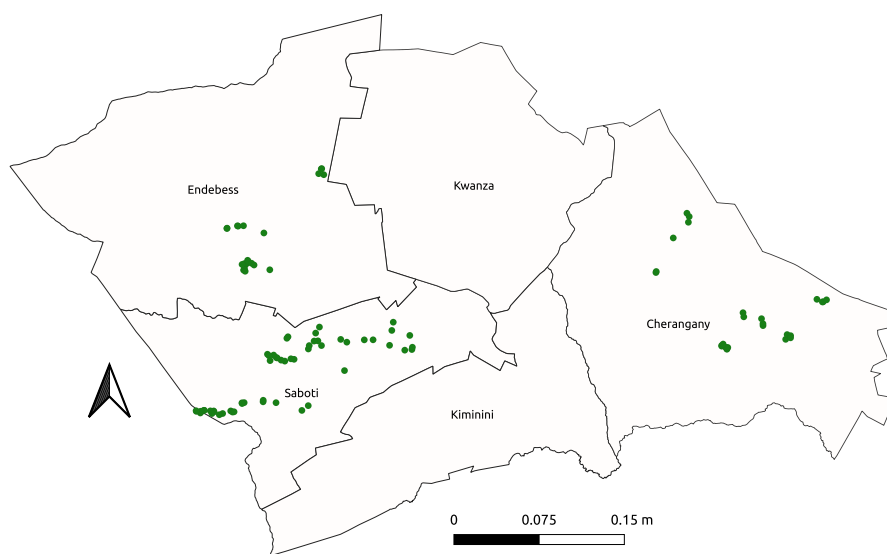 Endebess
Kwanza
Cherangany
Saboti
Kiminini
0 0.075 0.15 m